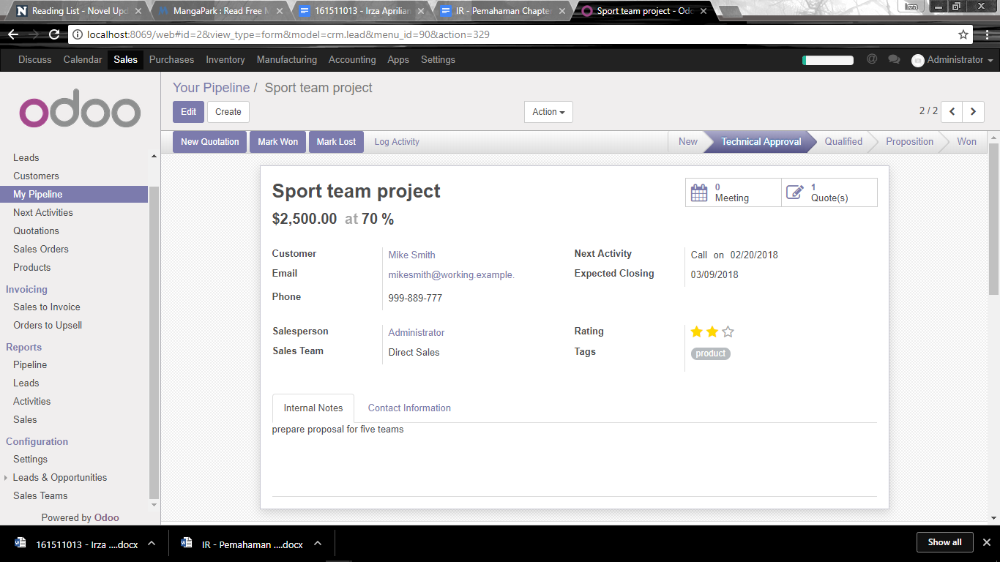 Reading List - Novel Upd
MangaPark : Read Free M
161511013 - Irza Aprilian
IR - Pemahaman Chapter
Sport team project - Odo
Irza
localhost:8069/web#id=2&view_type=form&model=crm.lead&menu_id=90&action=329
Discuss Calendar Sales Purchases Inventory Manufacturing Accounting Apps Settings @ Administrator
odoo
Your Pipeline / Sport team project
Edit Create Action 2 / 2
New Quotation Mark Won Mark Lost Log Activity New Technical Approval Qualified Proposition Won
Leads
Customers
My Pipeline
Next Activities
Quotations
Sales Orders
Products
Invoicing
Sales to Invoice
Orders to Upsell
Reports
Pipeline
Leads
Activities
Sales
Configuration
Settings
Leads & Opportunities
Sales Teams
Powered by Odoo
Sport team project
0 Meeting
1 Quote(s)
$2,500.00 at 70 %
Customer Mike Smith
Email mikesmith@working.example.
Phone 999-889-777
Next Activity Call on 02/20/2018
Expected Closing 03/09/2018
Salesperson Administrator
Sales Team Direct Sales
Rating
Tags product
Internal Notes Contact Information
prepare proposal for five teams
161511013 - Irza ....docx
IR - Pemahaman ....docx
Show all